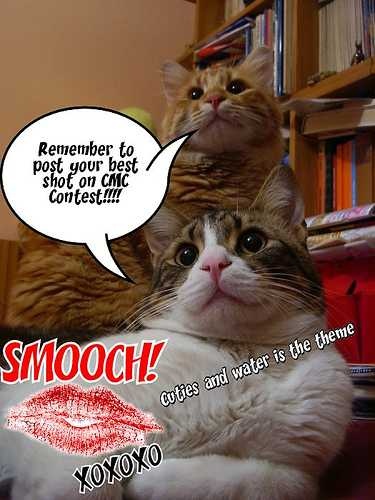 Remember to
post your best
shot on CMC
Contest!!!!
SMOOCH!
Cuties and water is the theme
XOXOXO